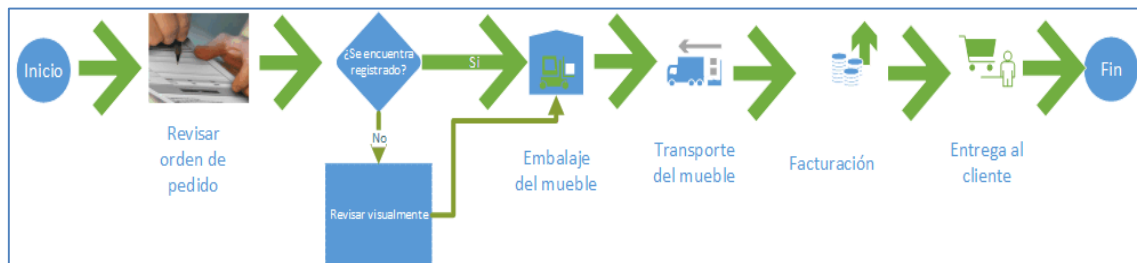 Inicio
Revisar
orden de
pedido
¿Se encuentra
registrado?
Si
No
Revisar visualmente
Embalaje
del mueble
Transporte
del mueble
Facturación
Entrega al
cliente
Fin